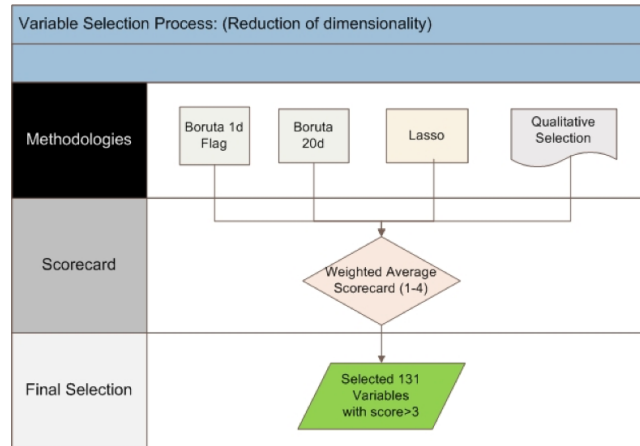 Variable Selection Process: (Reduction of dimensionality)
Methodologies
Boruta 1d
Flag
Boruta
20d
Lasso
Qualitative
Selection
Scorecard
Weighted Average
Scorecard (1-4)
Final Selection
Selected 131
Variables
with score>3